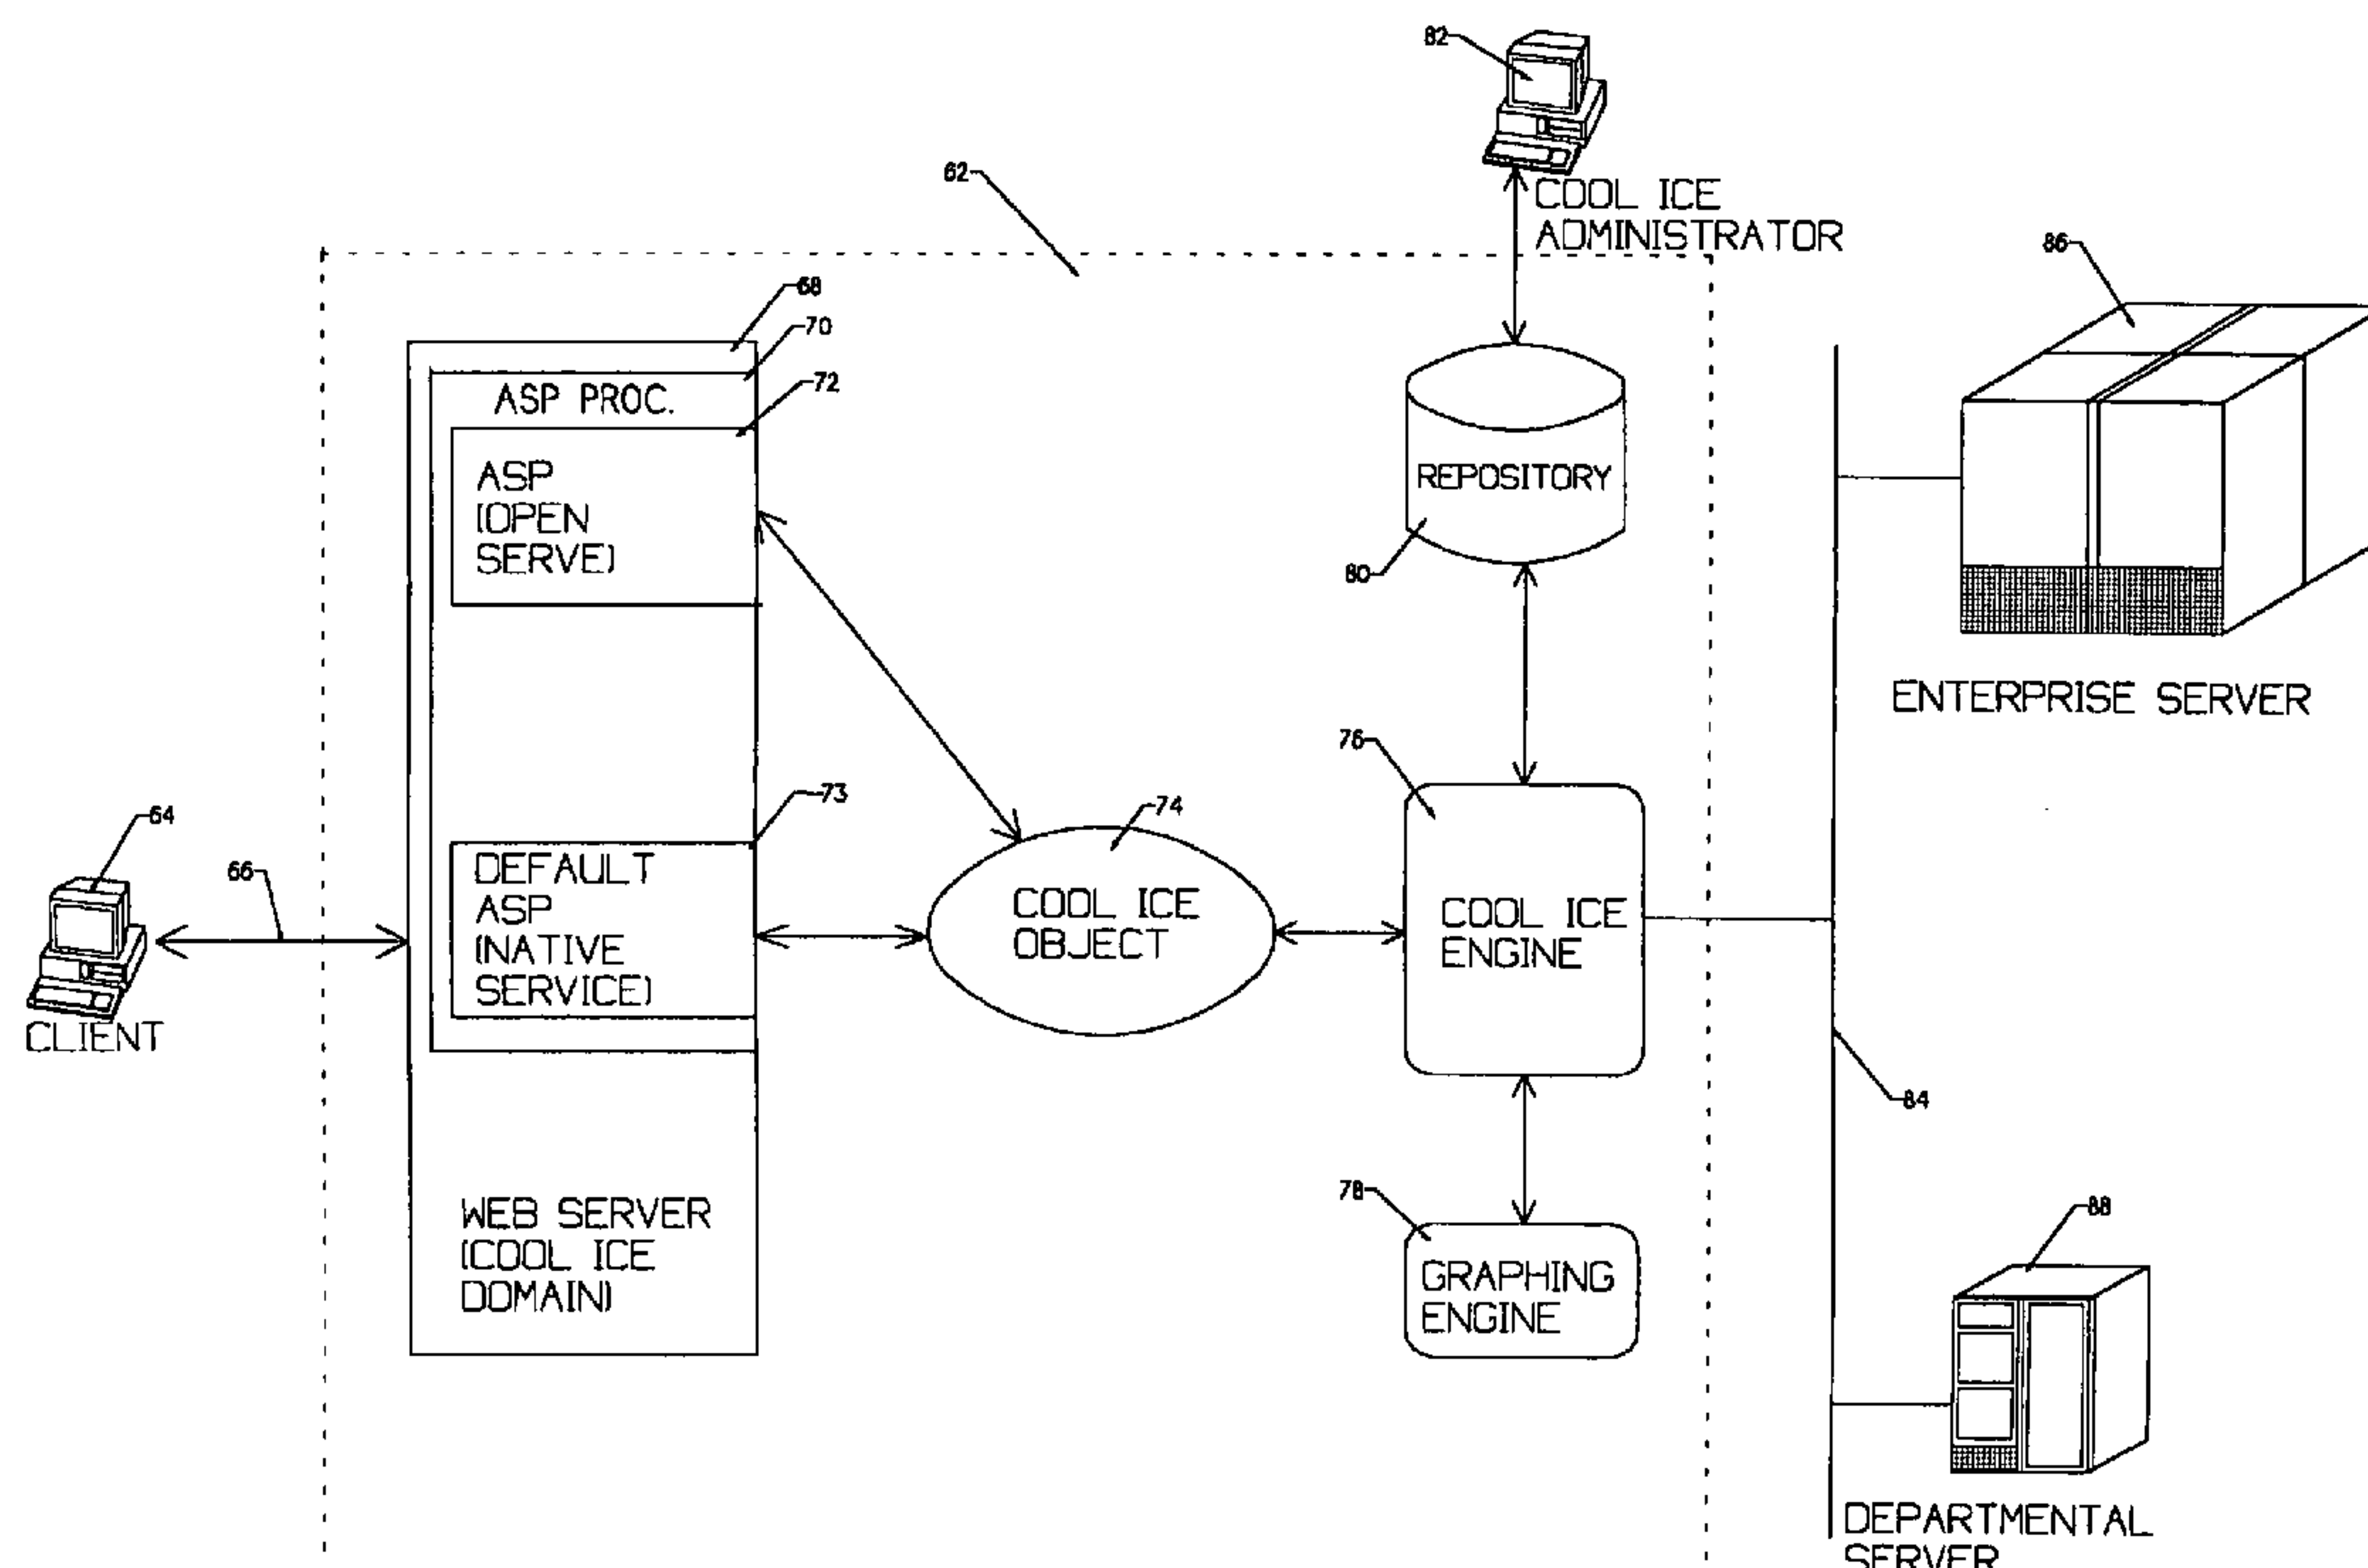 82
COOL ICE
ADMINISTRATOR
62
86
68
70
ASP PROC.
72
ASP
(OPEN
SERVE)
REPOSITORY
80
ENTERPRISE SERVER
76
73
74
64
66
DEFAULT
ASP
(NATIVE
SERVICE)
COOL ICE
OBJECT
COOL ICE
ENGINE
CLIENT
84
78
88
WEB SERVER
(COOL ICE
DOMAIN)
GRAPHING
ENGINE
DEPARTMENTAL
SERVER